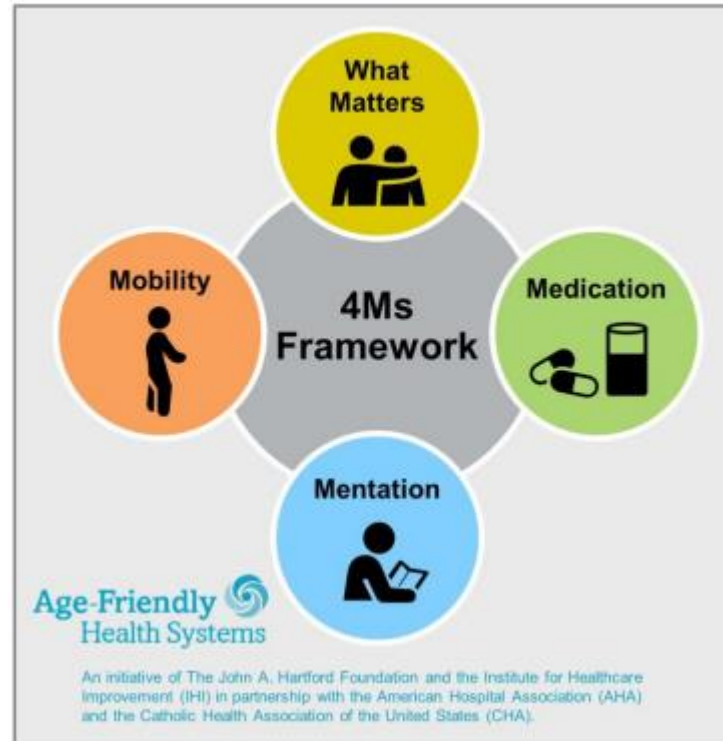 What
Matters
Mobility
4Ms
Framework
Medication
Mentation
Age-Friendly
Health Systems
An initiative of The John A. Hartford Foundation and the Institute for Healthcare
Improvement (IHI) in partnership with the American Hospital Association (AHA)
and the Catholic Health Association of the United States (CHA).